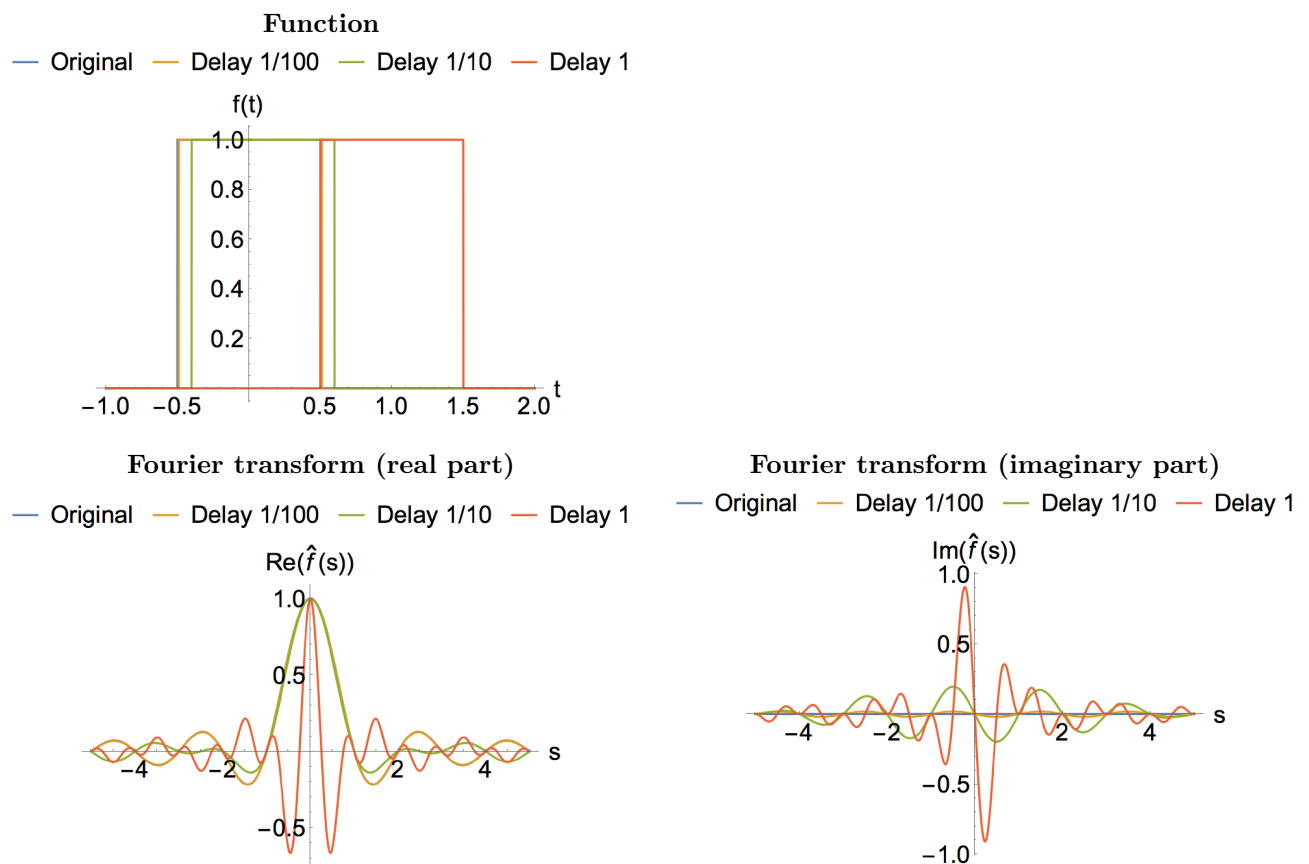 Function
Original Delay 1/100 Delay 1/10 Delay 1
f(t)
1.0
0.8
0.6
0.4
0.2
−1.0 −0.5 0.5 1.0 1.5 2.0 t
Fourier transform (real part)
Original Delay 1/100 Delay 1/10 Delay 1
Re(f̂(s))
1.0
0.5
−4 −2 2 4 s
−0.5
Fourier transform (imaginary part)
Original Delay 1/100 Delay 1/10 Delay 1
Im(f̂(s))
1.0
0.5
−4 −2 2 4 s
−0.5
−1.0